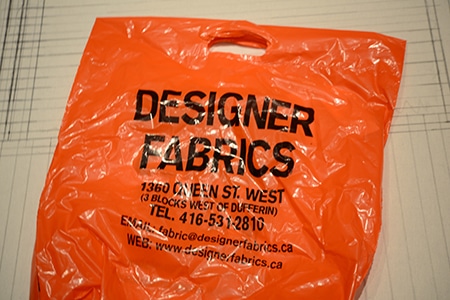 DESIGNER
FABRICS
1360 QUEEN ST. WEST
(3 BLOCKS WEST OF DUFFERIN)
TEL. 416-531-2810
EMAIL: fabric@designerfabrics.ca
WEB: www.designerfabrics.ca